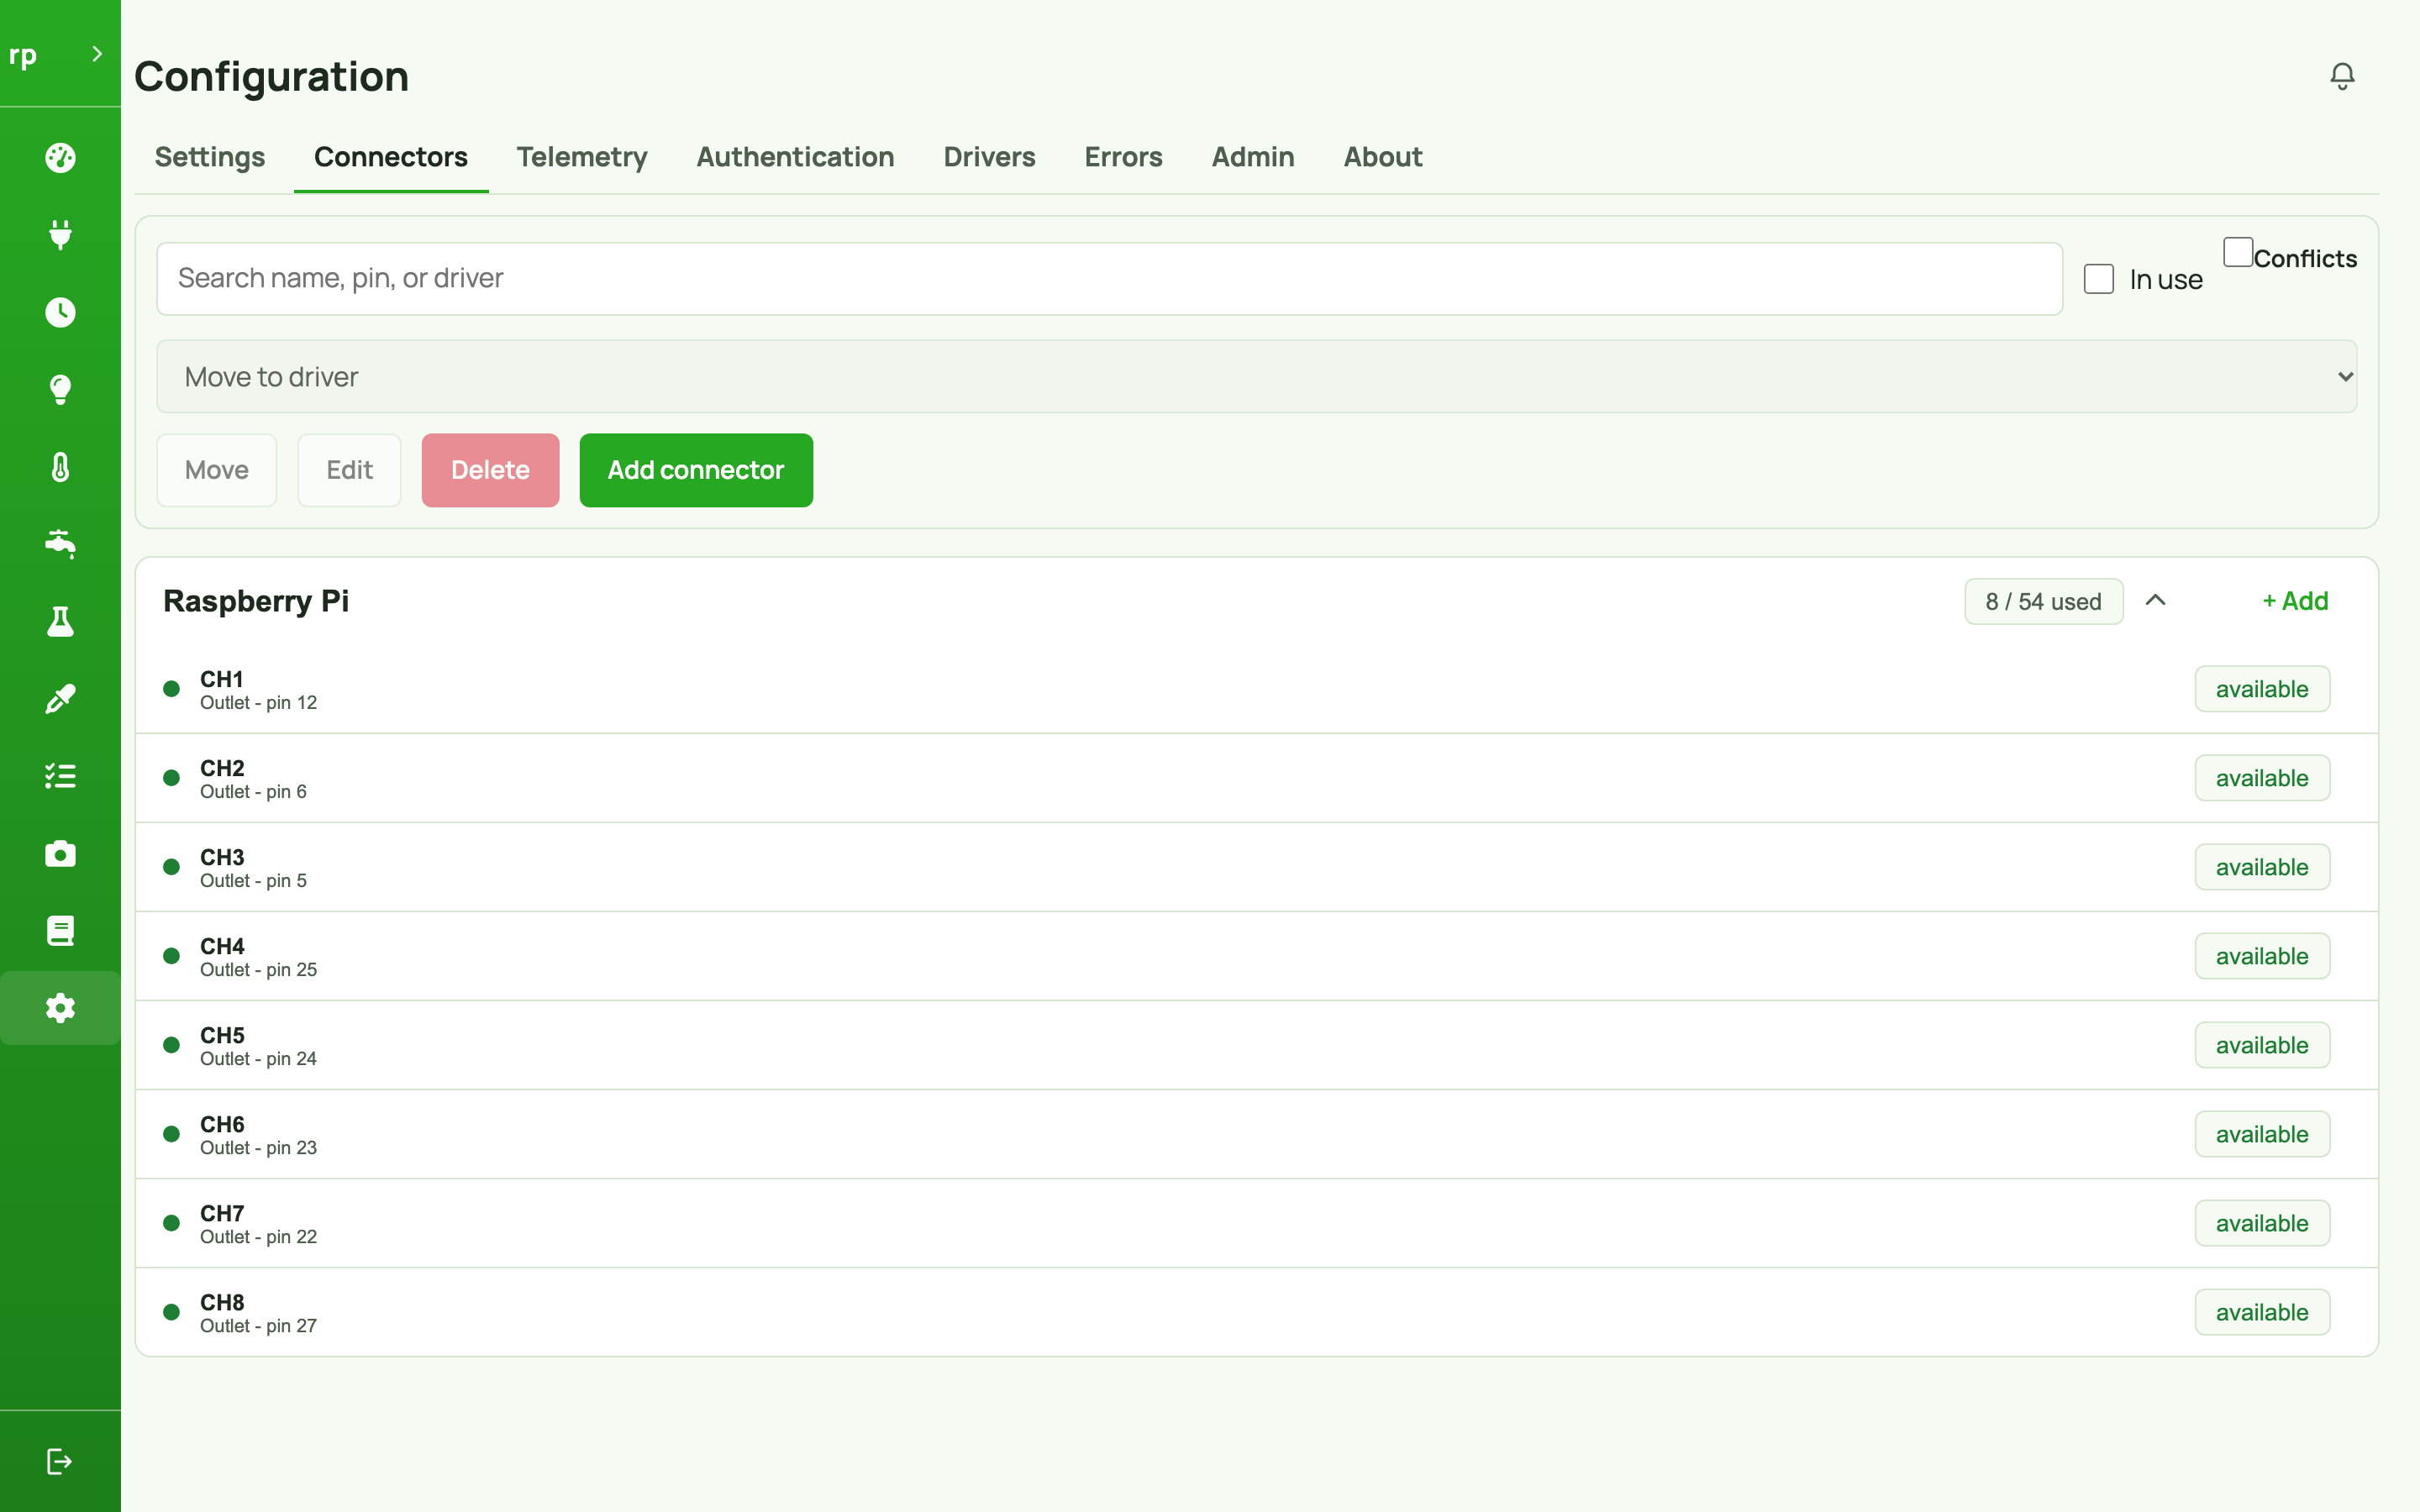 rp
Configuration
Settings Connectors Telemetry Authentication Drivers Errors Admin About
Search name, pin, or driver
In use
Conflicts
Move to driver
Move Edit Delete Add connector
Raspberry Pi
8 / 54 used
+ Add
CH1
Outlet - pin 12
available
CH2
Outlet - pin 6
available
CH3
Outlet - pin 5
available
CH4
Outlet - pin 25
available
CH5
Outlet - pin 24
available
CH6
Outlet - pin 23
available
CH7
Outlet - pin 22
available
CH8
Outlet - pin 27
available